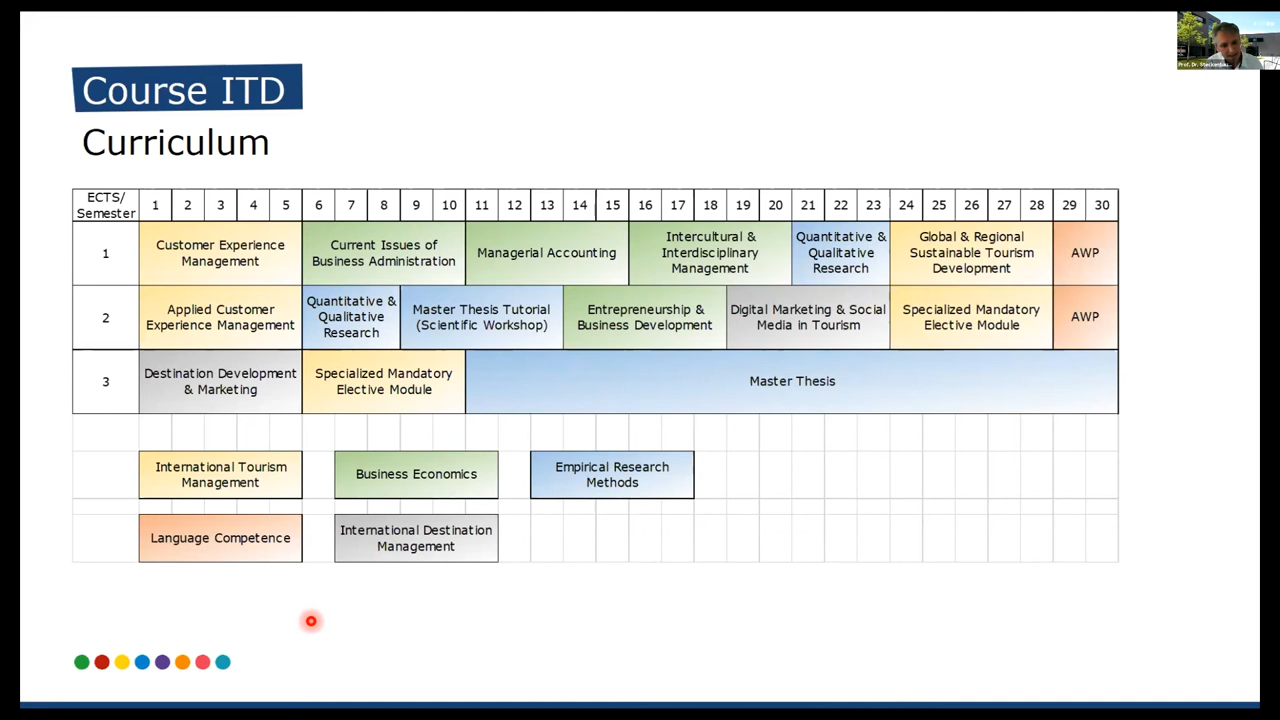 Course ITD
Curriculum
ECTS/
Semester
1 2 3 4 5 6 7 8 9 10 11 12 13 14 15 16 17 18 19 20 21 22 23 24 25 26 27 28 29 30
1
Customer Experience
Management
Current Issues of
Business Administration
Managerial Accounting
Intercultural &
Interdisciplinary
Management
Quantitative &
Qualitative
Research
Global & Regional
Sustainable Tourism
Development
AWP
2
Applied Customer
Experience Management
Quantitative &
Qualitative
Research
Master Thesis Tutorial
(Scientific Workshop)
Entrepreneurship &
Business Development
Digital Marketing & Social
Media in Tourism
Specialized Mandatory
Elective Module
AWP
3
Destination Development
& Marketing
Specialized Mandatory
Elective Module
Master Thesis
International Tourism
Management
Business Economics
Empirical Research
Methods
Language Competence
International Destination
Management
Prof. Dr.